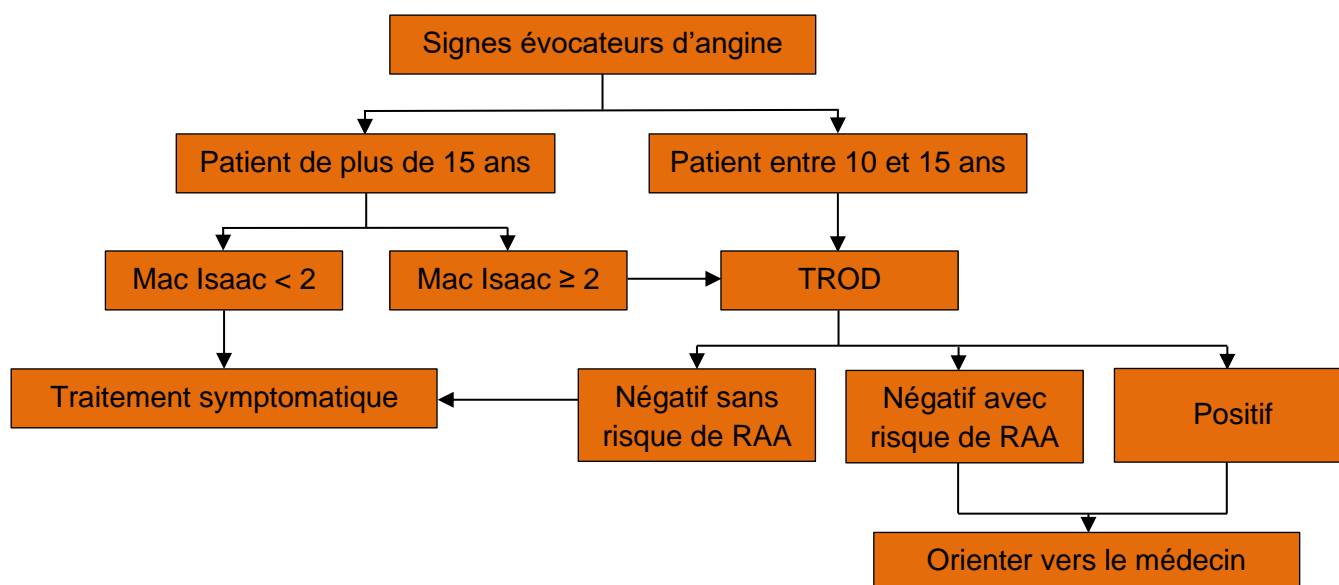 Signes évocateurs d’angine
Patient de plus de 15 ans
Patient entre 10 et 15 ans
Mac Isaac < 2
Mac Isaac ≥ 2
TROD
Traitement symptomatique
Négatif sans
risque de RAA
Négatif avec
risque de RAA
Positif
Orienter vers le médecin